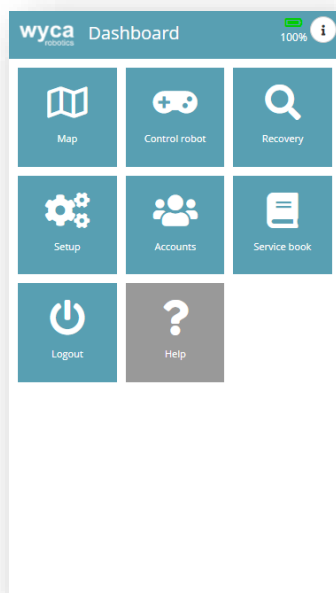 wyca
robotics
Dashboard
100%
i
Map
Control robot
Recovery
Setup
Accounts
Service book
Logout
?
Help